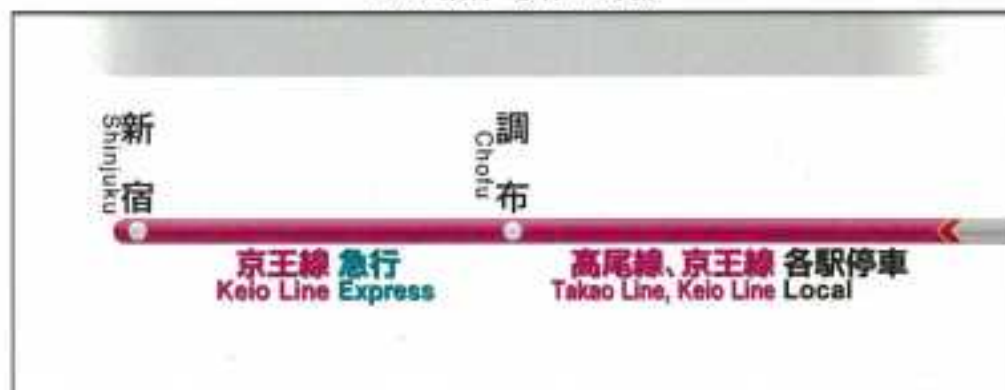 新宿
Shinjuku
調布
Chofu
京王線 急行
Keio Line Express
高尾線、京王線 各駅停車
Takao Line, Keio Line Local